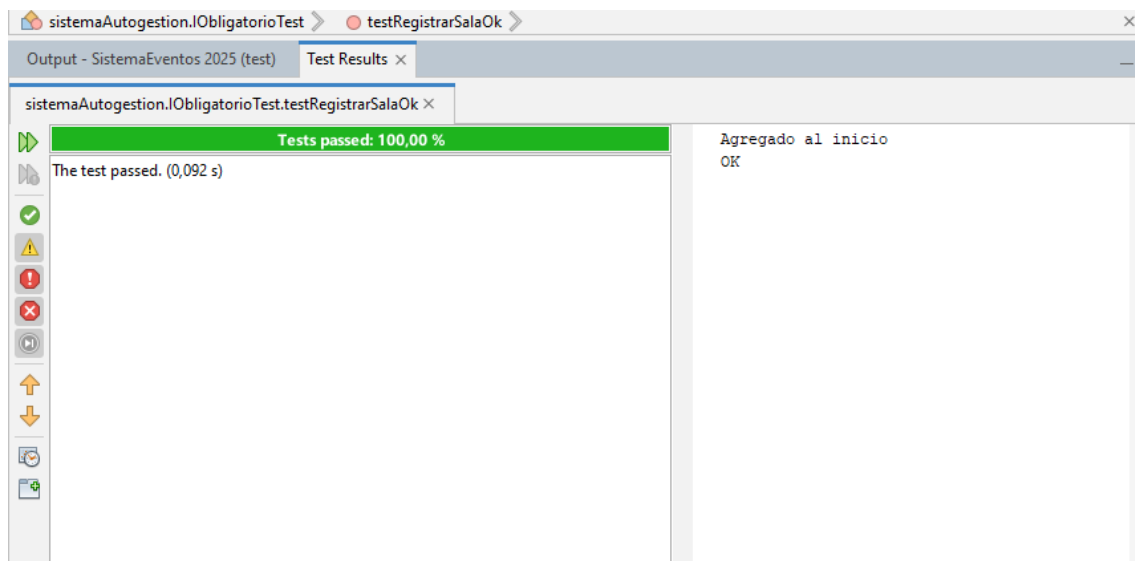 sistemaAutogestion.IObligatorioTest testRegistrarSalaOk
Output - SistemaEventos 2025 (test) Test Results
sistemaAutogestion.IObligatorioTest.testRegistrarSalaOk
Tests passed: 100,00 %
The test passed. (0,092 s)
Agregado al inicio
OK